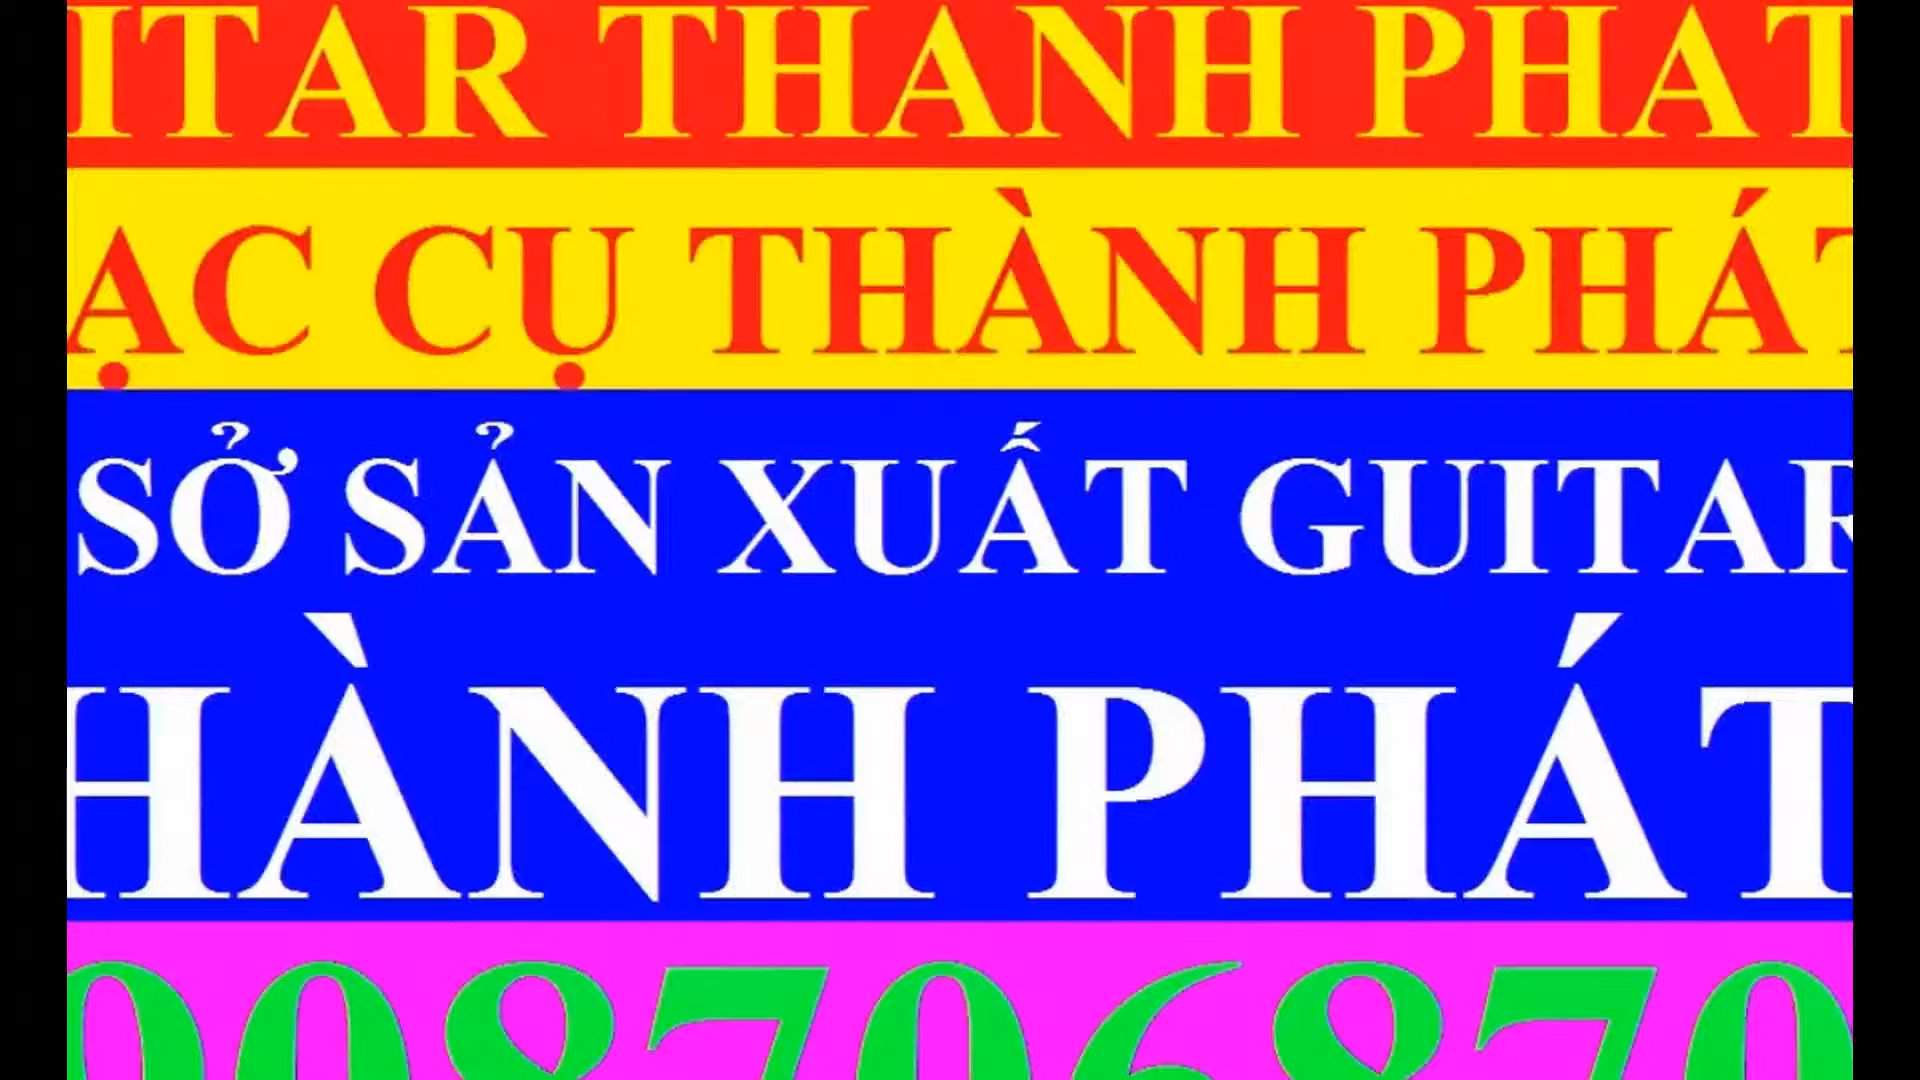 ITAR THANH PHAT
ẠC CỤ THÀNH PHÁT
SỞ SẢN XUẤT GUITAR
HÀNH PHÁT